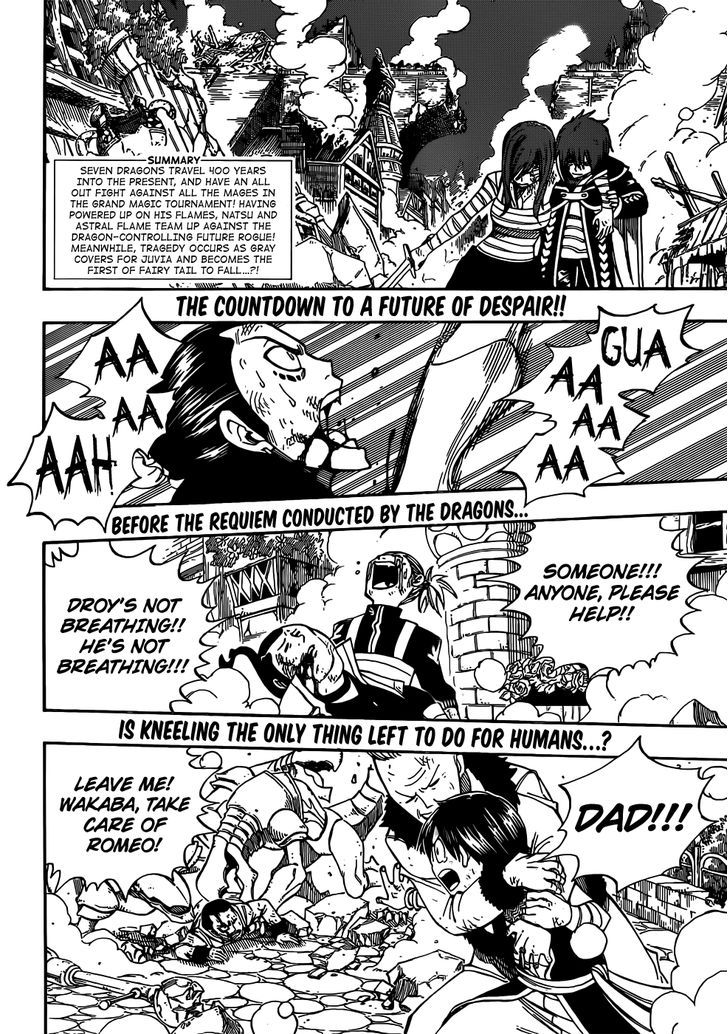 SUMMARY
SEVEN DRAGONS TRAVEL 400 YEARS
INTO THE PRESENT, AND HAVE AN ALL
OUT FIGHT AGAINST ALL THE MAGES IN
THE GRAND MAGIC TOURNAMENT! HAVING
POWERED UP ON HIS FLAMES, NATSU AND
ASTRAL FLAME TEAM UP AGAINST THE
DRAGON-CONTROLLING FUTURE ROGUE!
MEANWHILE, TRAGEDY OCCURS AS GRAY
COVERS FOR JUVIA AND BECOMES THE
FIRST OF FAIRY TAIL TO FALL...?!
THE COUNTDOWN TO A FUTURE OF DESPAIR!!
GUA
AA
AA
AA
AA
AA
AAH
BEFORE THE REQUIEM CONDUCTED BY THE DRAGONS...
SOMEONE!!!
ANYONE, PLEASE
HELP!!
DROY'S NOT
BREATHING!!
HE'S NOT
BREATHING!!!
IS KNEELING THE ONLY THING LEFT TO DO FOR HUMANS...?
DAD!!!
LEAVE ME!
WAKABA, TAKE
CARE OF
ROMEO!